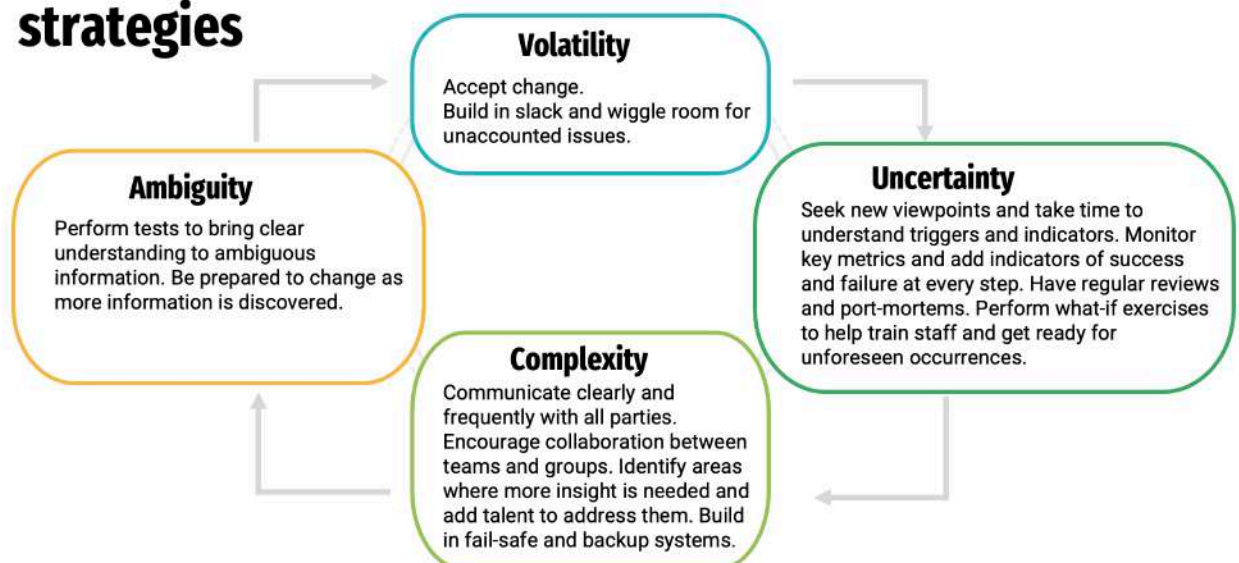 strategies
Volatility
Accept change.
Build in slack and wiggle room for
unaccounted issues.
Uncertainty
Seek new viewpoints and take time to
understand triggers and indicators. Monitor
key metrics and add indicators of success
and failure at every step. Have regular reviews
and port-mortems. Perform what-if exercises
to help train staff and get ready for
unforeseen occurrences.
Complexity
Communicate clearly and
frequently with all parties.
Encourage collaboration between
teams and groups. Identify areas
where more insight is needed and
add talent to address them. Build
in fail-safe and backup systems.
Ambiguity
Perform tests to bring clear
understanding to ambiguous
information. Be prepared to change as
more information is discovered.